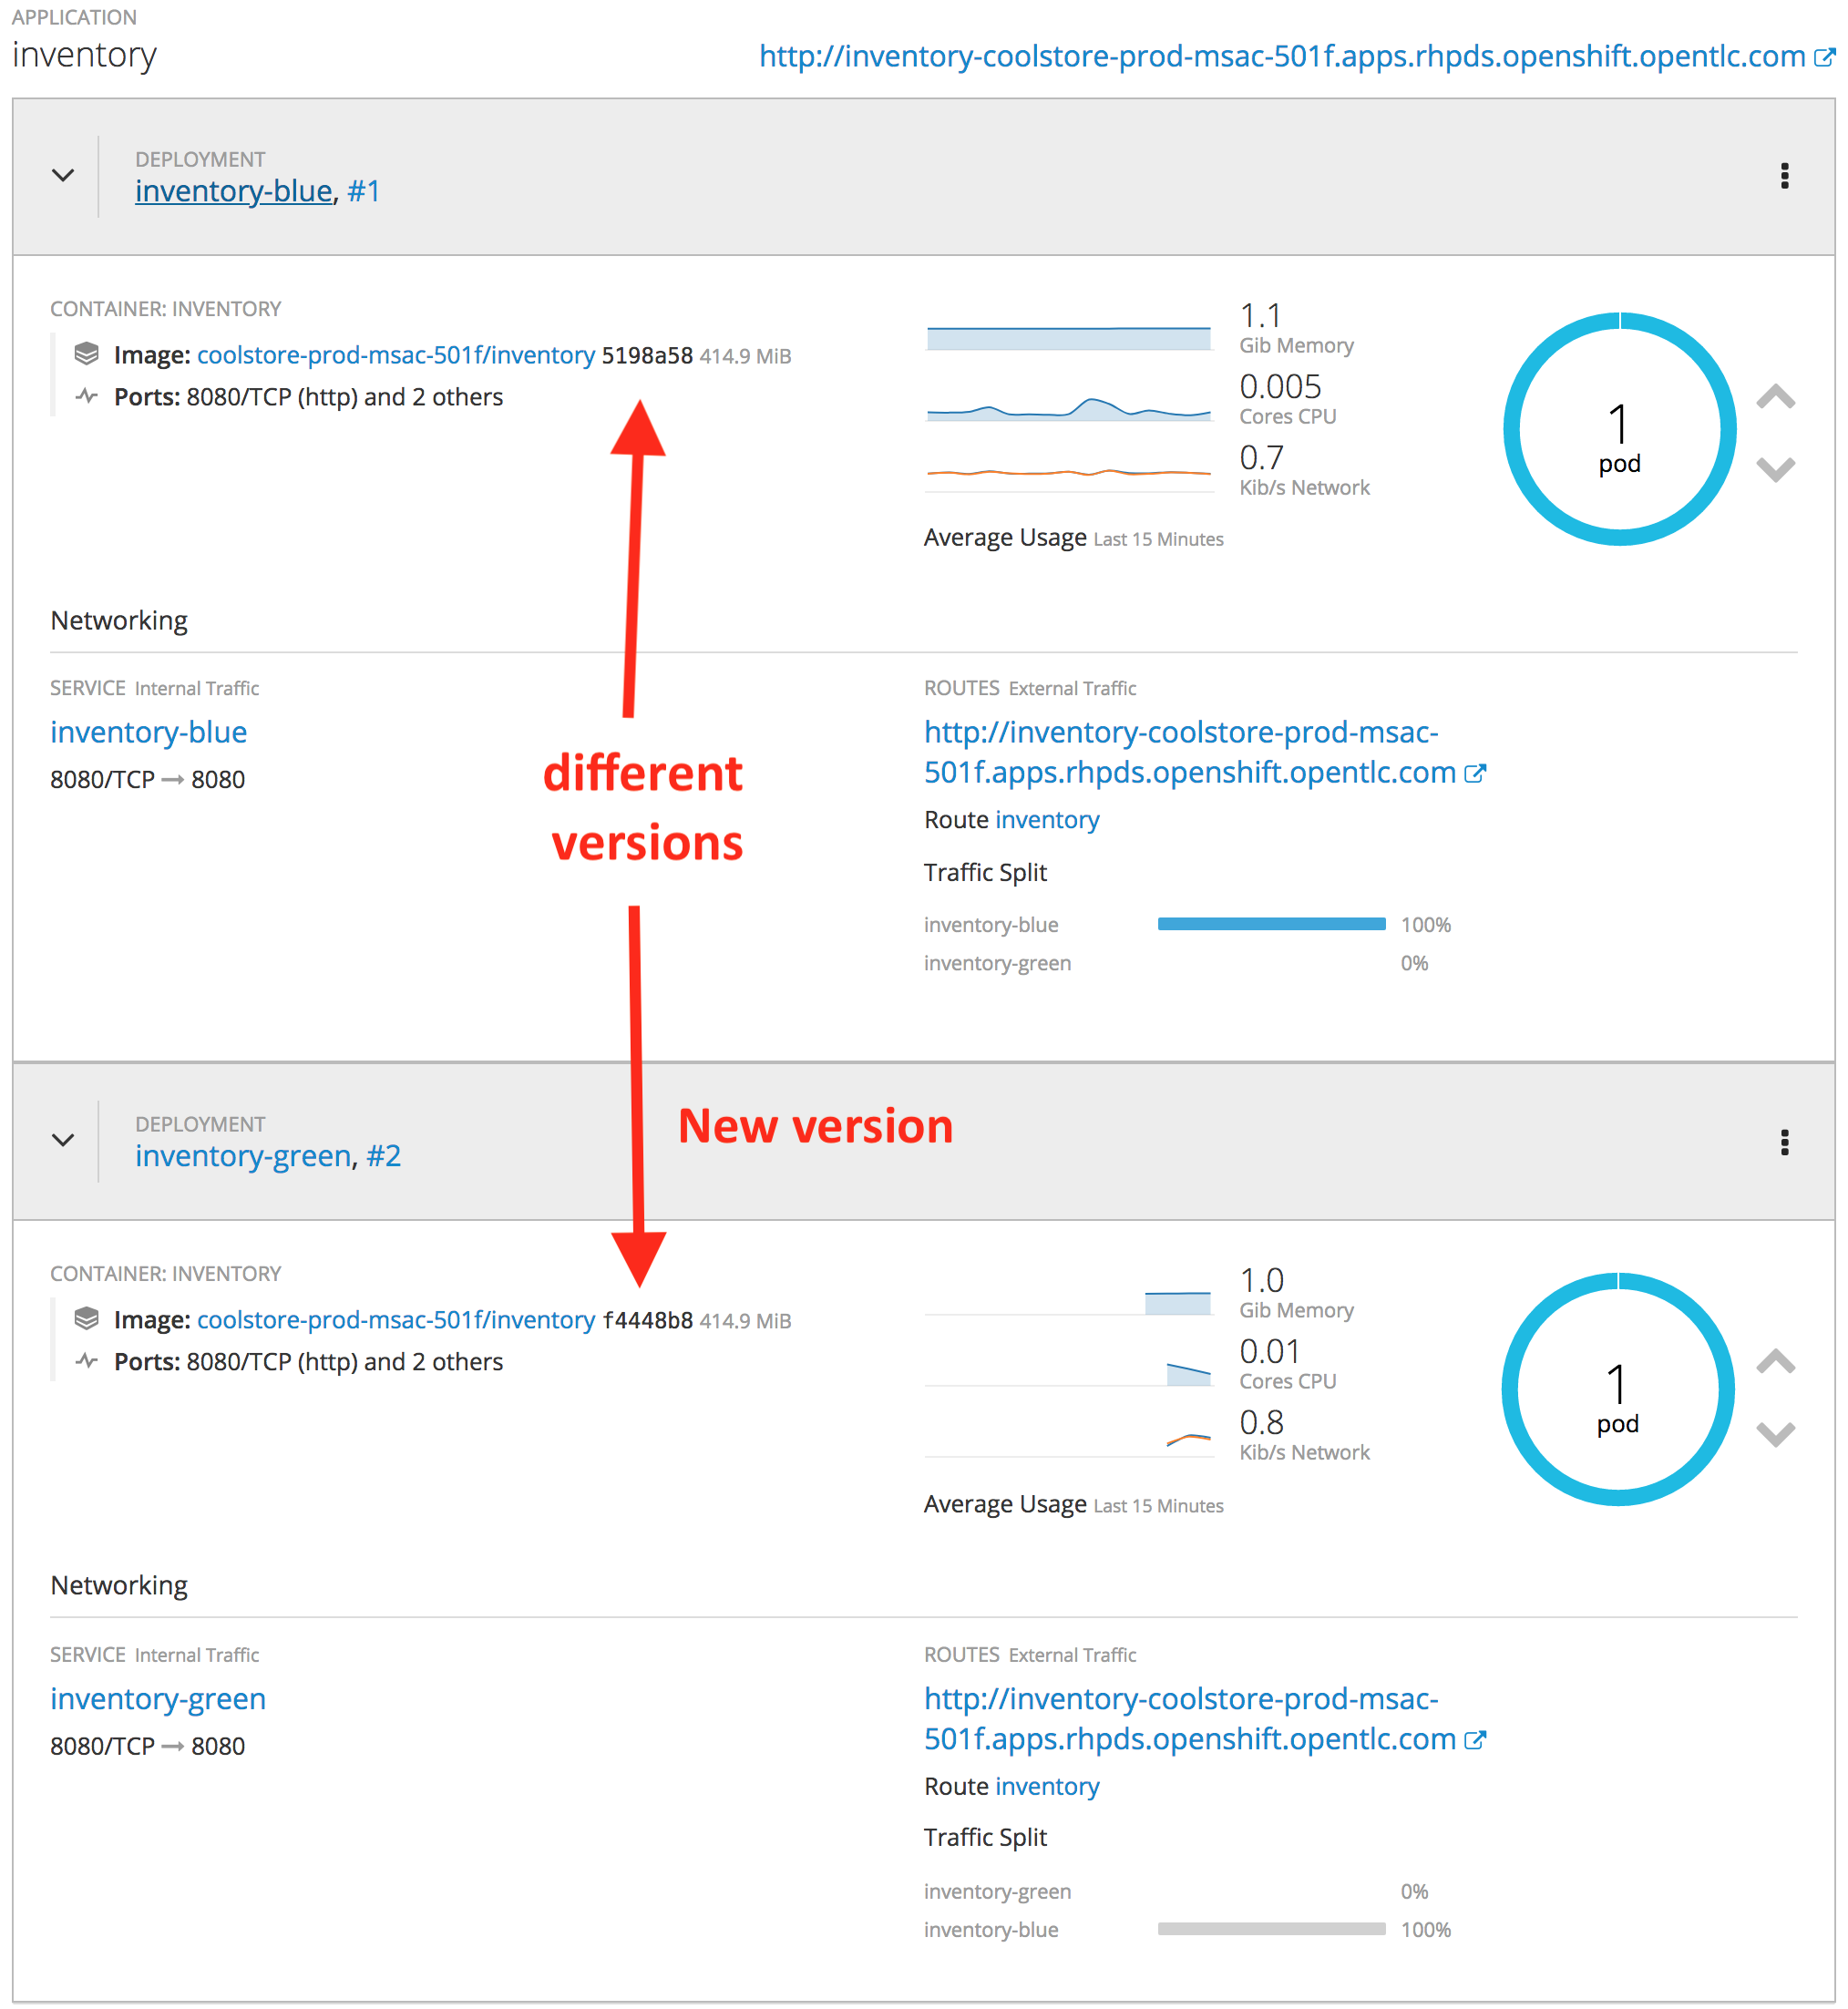 APPLICATION
inventory
http://inventory-coolstore-prod-msac-501f.apps.rhpds.openshift.opentlc.com
DEPLOYMENT
inventory-blue, #1
CONTAINER: INVENTORY
Image: coolstore-prod-msac-501f/inventory 5198a58 414.9 MiB
Ports: 8080/TCP (http) and 2 others
1.1
Gib Memory
0.005
Cores CPU
0.7
Kib/s Network
Average Usage Last 15 Minutes
1
pod
Networking
SERVICE Internal Traffic
inventory-blue
8080/TCP → 8080
different
versions
ROUTES External Traffic
http://inventory-coolstore-prod-msac-
501f.apps.rhpds.openshift.opentlc.com
Route inventory
Traffic Split
inventory-blue 100%
inventory-green 0%
DEPLOYMENT
inventory-green, #2
New version
CONTAINER: INVENTORY
Image: coolstore-prod-msac-501f/inventory f4448b8 414.9 MiB
Ports: 8080/TCP (http) and 2 others
1.0
Gib Memory
0.01
Cores CPU
0.8
Kib/s Network
Average Usage Last 15 Minutes
1
pod
Networking
SERVICE Internal Traffic
inventory-green
8080/TCP → 8080
ROUTES External Traffic
http://inventory-coolstore-prod-msac-
501f.apps.rhpds.openshift.opentlc.com
Route inventory
Traffic Split
inventory-green 0%
inventory-blue 100%